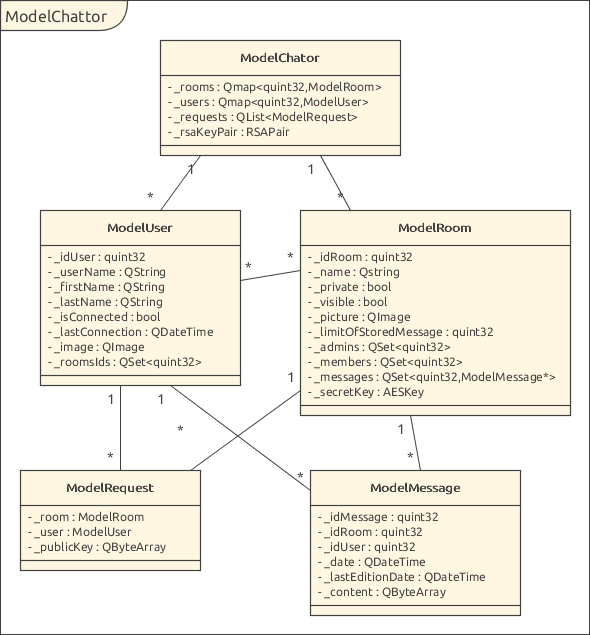 ModelChattor
ModelChator
- _rooms : Qmap<quint32,ModelRoom>
- _users : Qmap<quint32,ModelUser>
- _requests : QList<ModelRequest>
- _rsaKeyPair : RSAPair
1
1
*
*
ModelUser
- _idUser : quint32
- _userName : QString
- _firstName : QString
- _lastName : QString
- _isConnected : bool
- _lastConnection : QDateTime
- _image : QImage
- _roomsIds : QSet<quint32>
*
*
ModelRoom
- _idRoom : quint32
- _name : Qstring
- _private : bool
- _visible : bool
- _picture : QImage
- _limitOfStoredMessage : quint32
- _admins : QSet<quint32>
- _members : QSet<quint32>
- _messages : QSet<quint32,ModelMessage*>
- _secretKey : AESKey
1
1
1
1
*
*
*
*
ModelRequest
- _room : ModelRoom
- _user : ModelUser
- _publicKey : QByteArray
ModelMessage
- _idMessage : quint32
- _idRoom : quint32
- _idUser : quint32
- _date : QDateTime
- _lastEditionDate : QDateTime
- _content : QByteArray